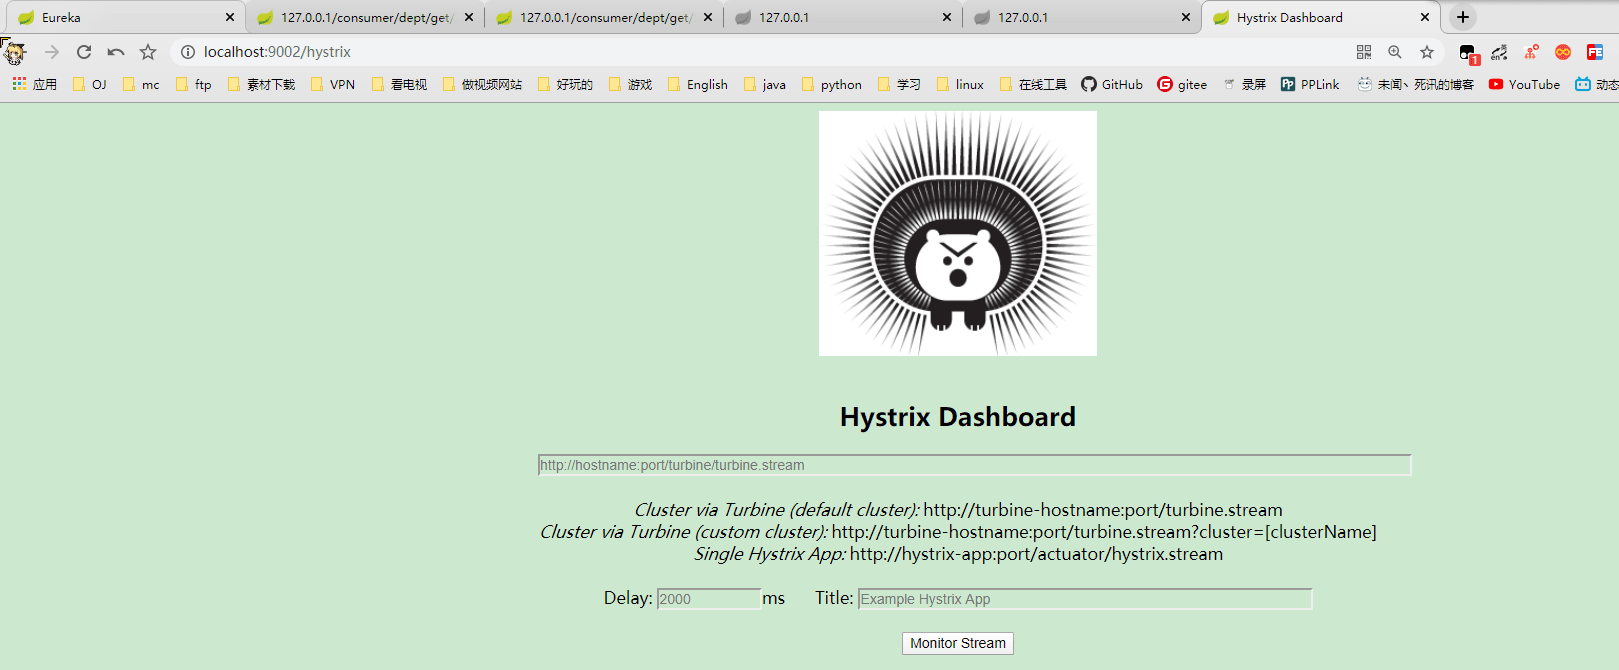 Eureka
127.0.0.1/consumer/dept/get/
127.0.0.1/consumer/dept/get/
127.0.0.1
127.0.0.1
Hystrix Dashboard
localhost:9002/hystrix
1
en
FE
应用 OJ mc ftp 素材下载 VPN 看电视 做视频网站 好玩的 游戏 English java python 学习 linux 在线工具 GitHub gitee 录屏 PPLink 未闻丶死讯的博客 YouTube 动态
Hystrix Dashboard
http://hostname:port/turbine/turbine.stream
Cluster via Turbine (default cluster): http://turbine-hostname:port/turbine.stream
Cluster via Turbine (custom cluster): http://turbine-hostname:port/turbine.stream?cluster=[clusterName]
Single Hystrix App: http://hystrix-app:port/actuator/hystrix.stream
Delay: 2000 ms Title: Example Hystrix App
Monitor Stream